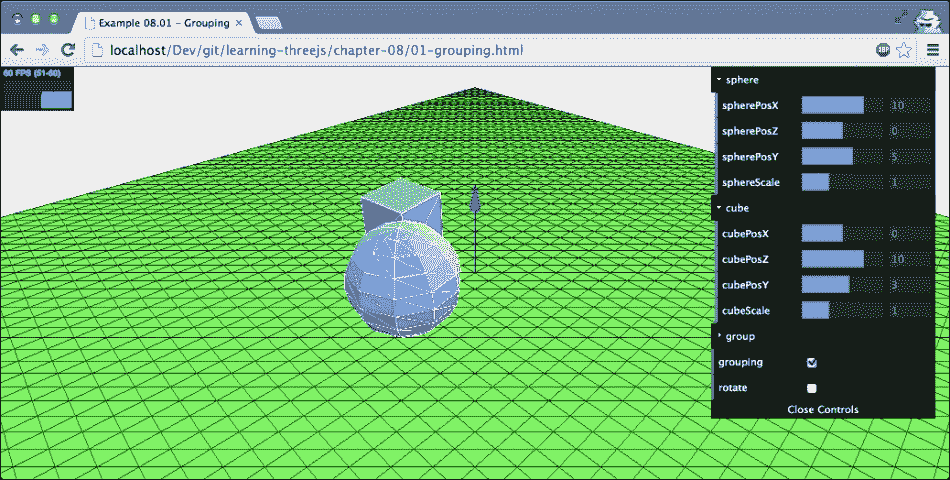 Example 08.01 - Grouping
localhost/Dev/git/learning-threejs/chapter-08/01-grouping.html
ABP
60 FPS (51-60)
sphere
spherePosX 10
spherePosZ 0
spherePosY 5
sphereScale 1
cube
cubePosX 0
cubePosZ 10
cubePosY 3
cubeScale 1
group
grouping
rotate
Close Controls